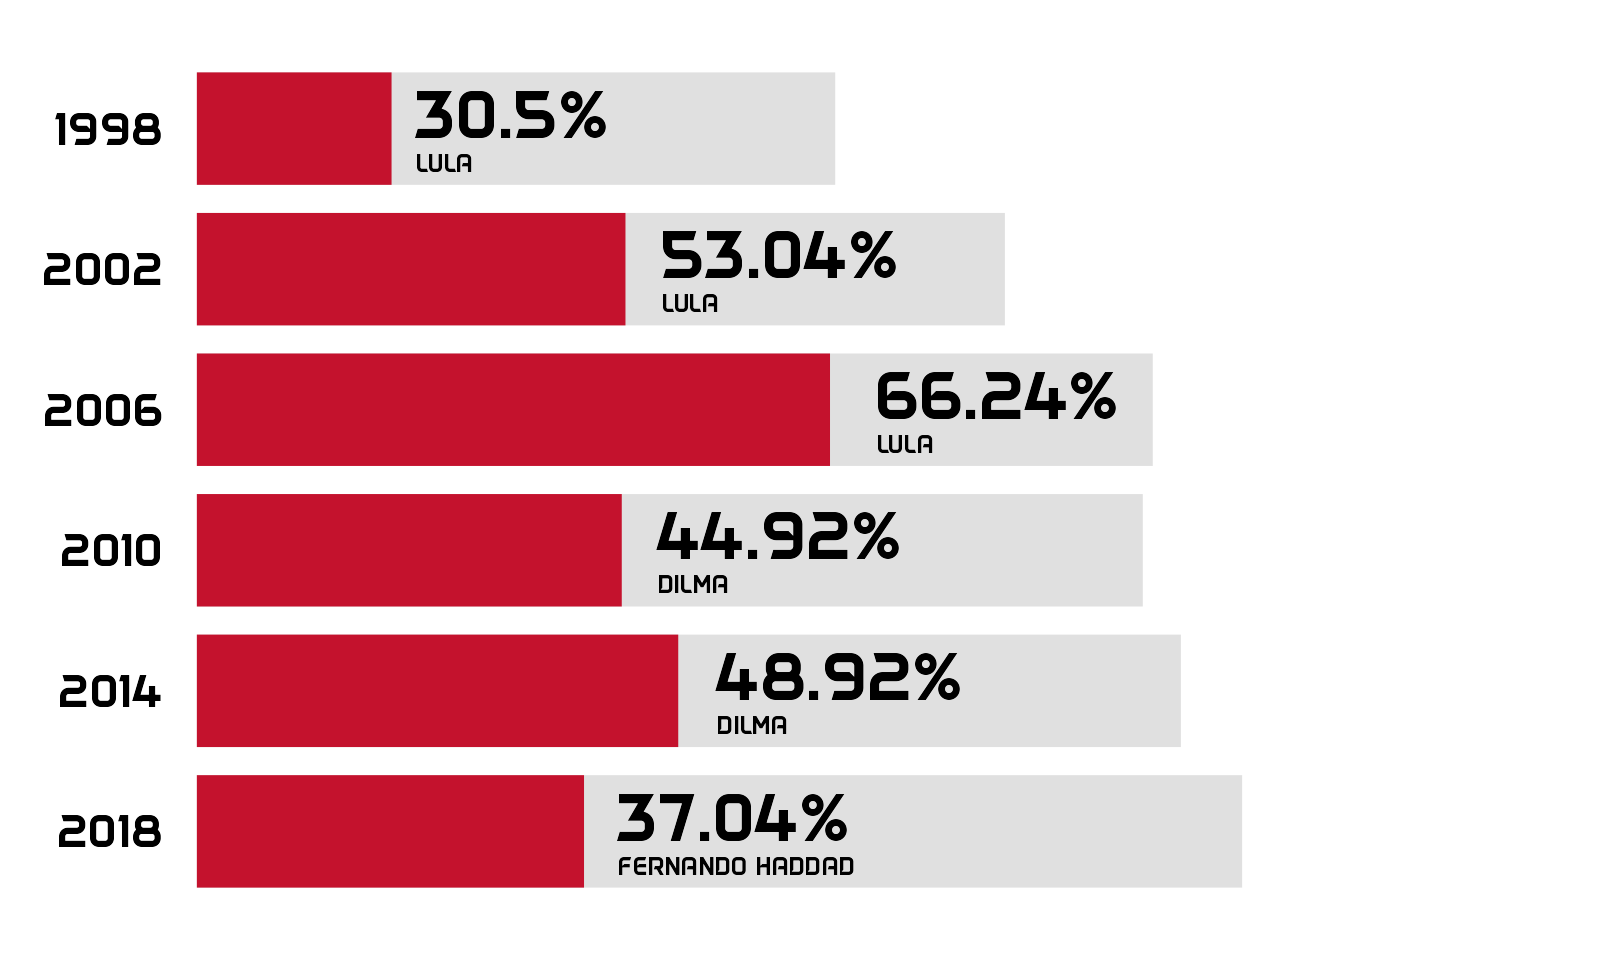 1998
30.5%
LULA
2002
53.04%
LULA
2006
66.24%
LULA
2010
44.92%
DILMA
2014
48.92%
DILMA
2018
37.04%
FERNANDO HADDAD